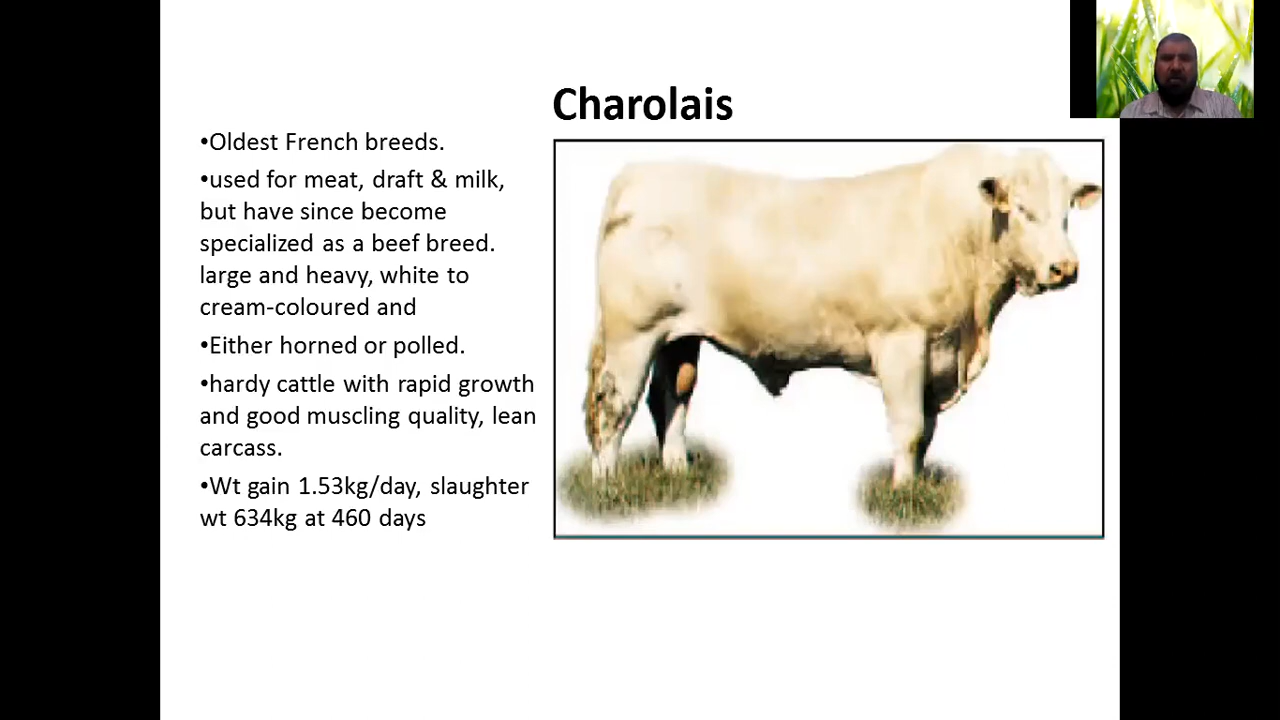 Charolais
•Oldest French breeds.
•used for meat, draft & milk,
but have since become
specialized as a beef breed.
large and heavy, white to
cream-coloured and
•Either horned or polled.
•hardy cattle with rapid growth
and good muscling quality, lean
carcass.
•Wt gain 1.53kg/day, slaughter
wt 634kg at 460 days